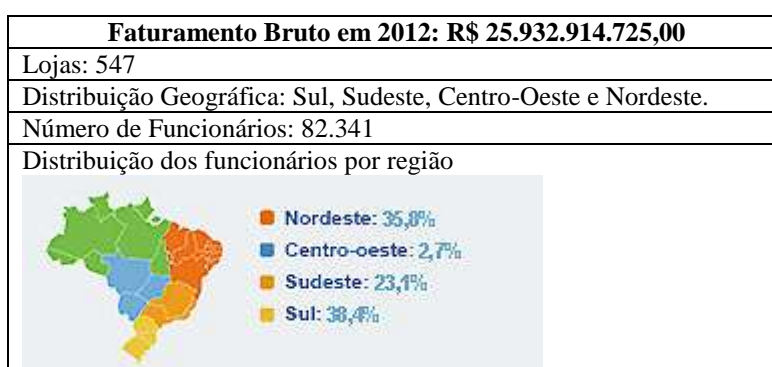 Faturamento Bruto em 2012: R$ 25.932.914.725,00
Lojas: 547
Distribuição Geográfica: Sul, Sudeste, Centro-Oeste e Nordeste.
Número de Funcionários: 82.341
Distribuição dos funcionários por região
Nordeste: 35,8%
Centro-oeste: 2,7%
Sudeste: 23,1%
Sul: 38,4%